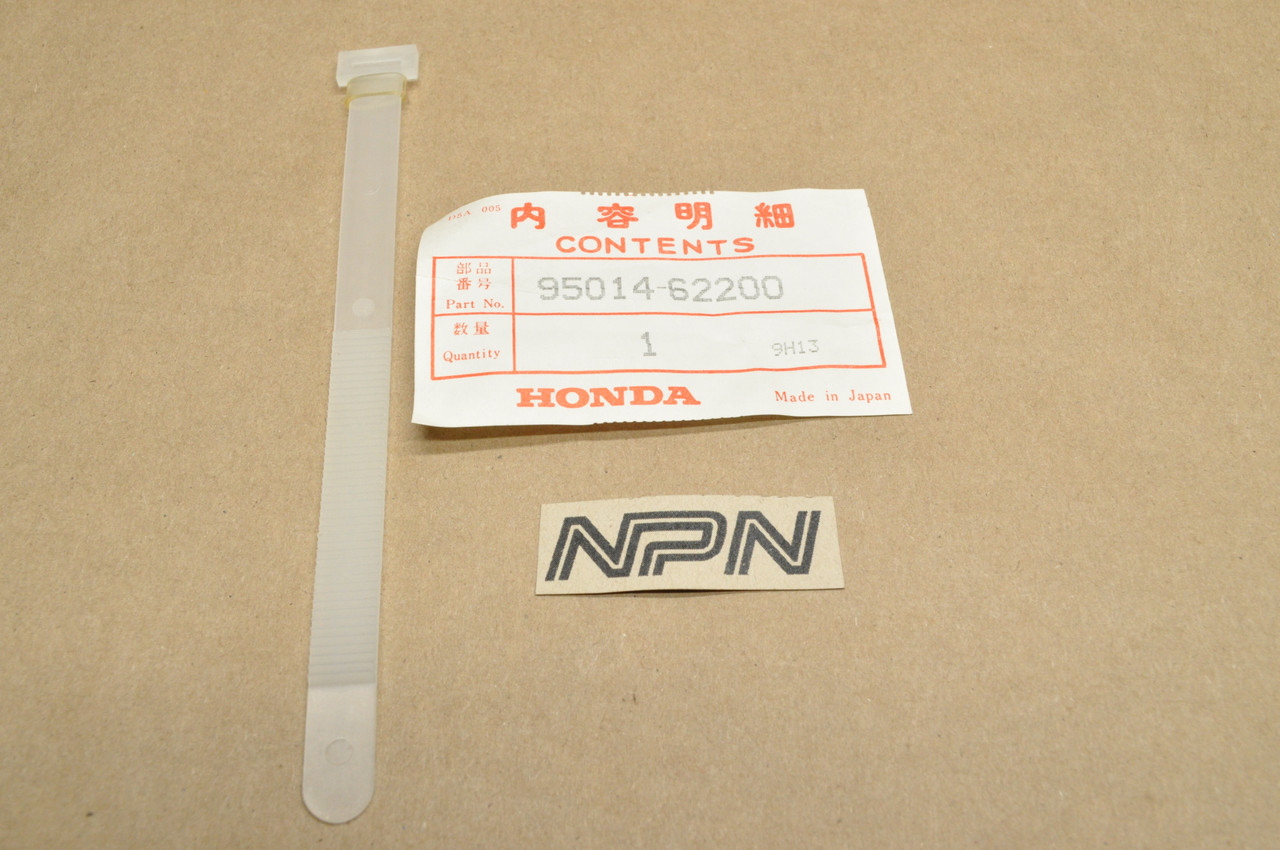 DSA 005
内容明細
CONTENTS
部品
番号
Part No.
95014-62200
数量
Quantity
1
9H13
HONDA
Made in Japan
NPN